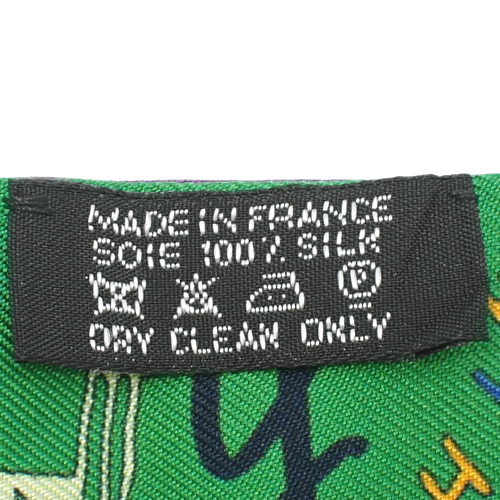 MADE IN FRANCE
SOIE 100% SILK
P
DRY CLEAN ONLY
y